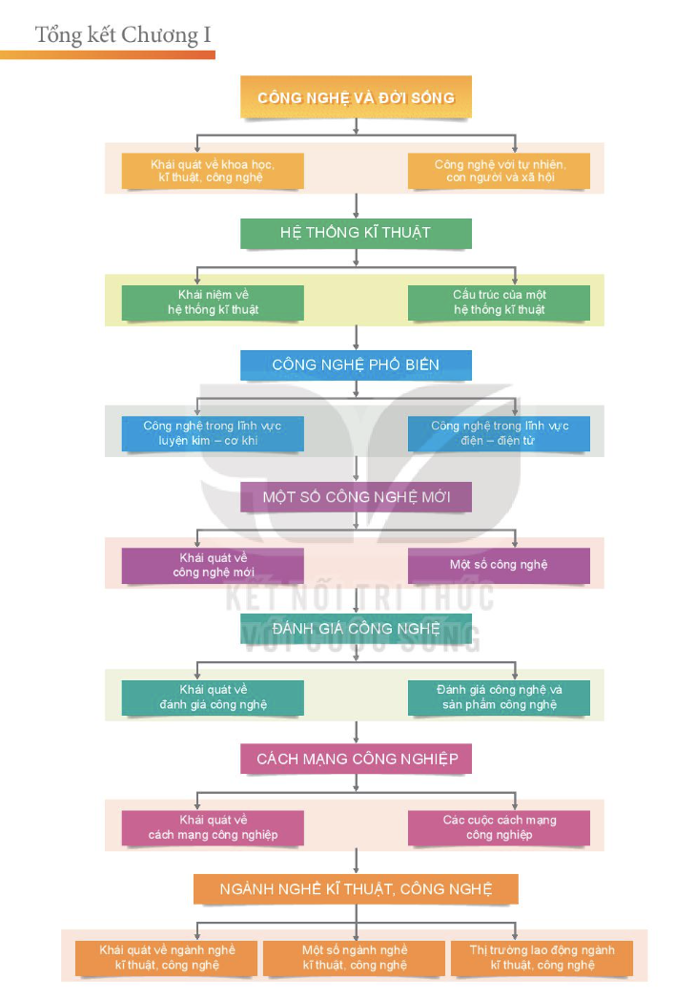 Tổng kết Chương I
CÔNG NGHỆ VÀ ĐỜI SỐNG
Khái quát về khoa học,
kĩ thuật, công nghệ
Công nghệ với tự nhiên,
con người và xã hội
HỆ THỐNG KĨ THUẬT
Khái niệm về
hệ thống kĩ thuật
Cấu trúc của một
hệ thống kĩ thuật
CÔNG NGHỆ PHỔ BIẾN
Công nghệ trong lĩnh vực
luyện kim – cơ khí
Công nghệ trong lĩnh vực
điện – điện tử
MỘT SỐ CÔNG NGHỆ MỚI
Khái quát về
công nghệ mới
Một số công nghệ
KẾT NỐI TRI THỨC
VỚI CUỘC SỐNG
ĐÁNH GIÁ CÔNG NGHỆ
Khái quát về
đánh giá công nghệ
Đánh giá công nghệ và
sản phẩm công nghệ
CÁCH MẠNG CÔNG NGHIỆP
Khái quát về
cách mạng công nghiệp
Các cuộc cách mạng
công nghiệp
NGÀNH NGHỀ KĨ THUẬT, CÔNG NGHỆ
Khái quát về ngành nghề
kĩ thuật, công nghệ
Một số ngành nghề
kĩ thuật, công nghệ
Thị trường lao động ngành
kĩ thuật, công nghệ